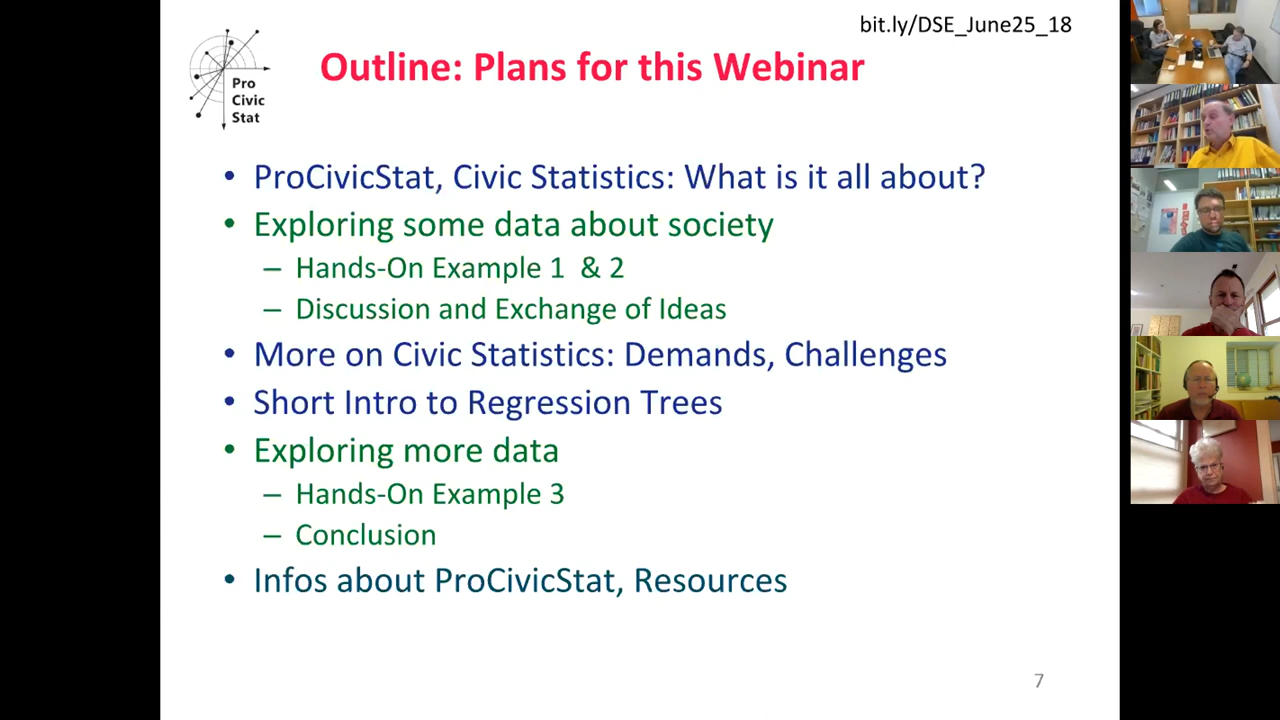 bit.ly/DSE_June25_18
Pro
Civic
Stat
Outline: Plans for this Webinar
• ProCivicStat, Civic Statistics: What is it all about?
• Exploring some data about society
– Hands-On Example 1 & 2
– Discussion and Exchange of Ideas
• More on Civic Statistics: Demands, Challenges
• Short Intro to Regression Trees
• Exploring more data
– Hands-On Example 3
– Conclusion
• Infos about ProCivicStat, Resources
7